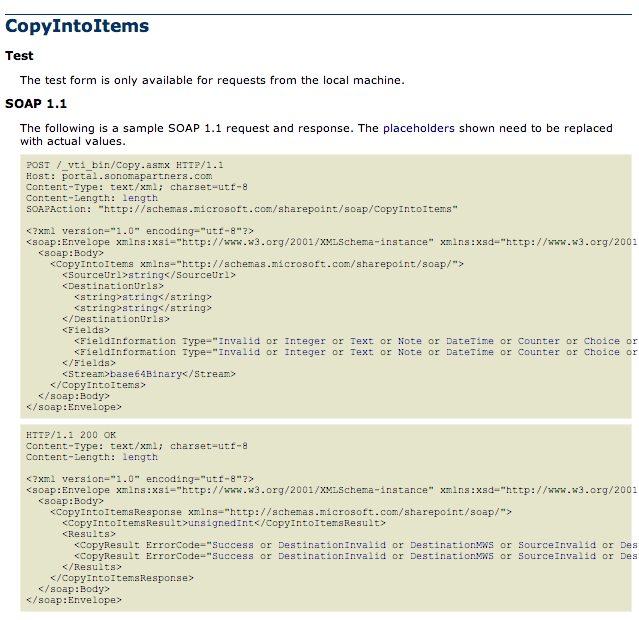 CopyIntoItems
Test
The test form is only available for requests from the local machine.
SOAP 1.1
The following is a sample SOAP 1.1 request and response. The placeholders shown need to be replaced
with actual values.
POST /_vti_bin/Copy.asmx HTTP/1.1
Host: portal.sonomapartners.com
Content-Type: text/xml; charset=utf-8
Content-Length: length
SOAPAction: "http://schemas.microsoft.com/sharepoint/soap/CopyIntoItems"
<?xml version="1.0" encoding="utf-8"?>
<soap:Envelope xmlns:xsi="http://www.w3.org/2001/XMLSchema-instance" xmlns:xsd="http://www.w3.org/2001
<soap:Body>
<CopyIntoItems xmlns="http://schemas.microsoft.com/sharepoint/soap/">
<SourceUrl>string</SourceUrl>
<DestinationUrls>
<string>string</string>
<string>string</string>
</DestinationUrls>
<Fields>
<FieldInformation Type="Invalid or Integer or Text or Note or DateTime or Counter or Choice or
<FieldInformation Type="Invalid or Integer or Text or Note or DateTime or Counter or Choice or
</Fields>
<Stream>base64Binary</Stream>
</CopyIntoItems>
</soap:Body>
</soap:Envelope>
HTTP/1.1 200 OK
Content-Type: text/xml; charset=utf-8
Content-Length: length
<?xml version="1.0" encoding="utf-8"?>
<soap:Envelope xmlns:xsi="http://www.w3.org/2001/XMLSchema-instance" xmlns:xsd="http://www.w3.org/2001
<soap:Body>
<CopyIntoItemsResponse xmlns="http://schemas.microsoft.com/sharepoint/soap/">
<CopyIntoItemsResult>unsignedInt</CopyIntoItemsResult>
<Results>
<CopyResult ErrorCode="Success or DestinationInvalid or DestinationMWS or SourceInvalid or Des
<CopyResult ErrorCode="Success or DestinationInvalid or DestinationMWS or SourceInvalid or Des
</Results>
</CopyIntoItemsResponse>
</soap:Body>
</soap:Envelope>